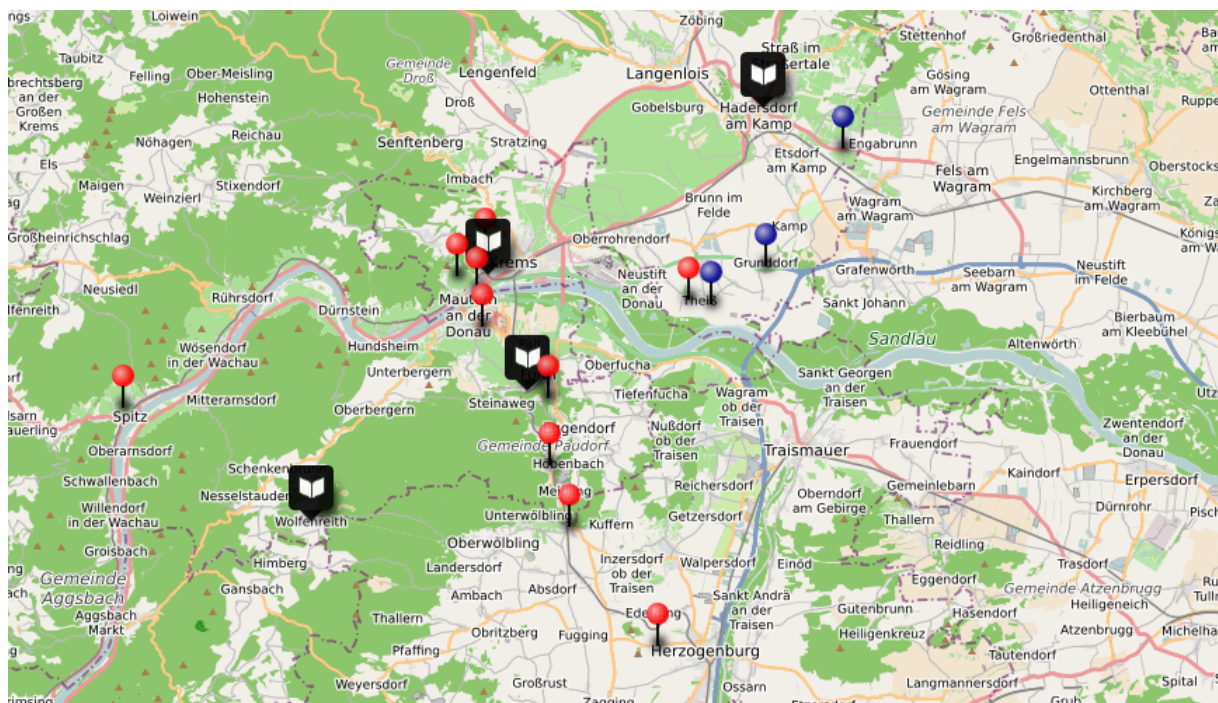 Loiwein
Zöbing
Stettenhof
Großriedenthal
Taubitz
Felling
Ober-Meisling
Gemeinde
Droß
Lengenfeld
Langenlois
Straß im
Gösing
am Wagram
Ottenthal
brechtsberg
an der
Großen
Krems
Hohenstein
Droß
Gobelsburg
Hadersdorf
am Kamp
Gemeinde Fels
am Wagram
Nöhagen
Reichau
Senftenberg
Stratzing
Engabrunn
Els
Imbach
Etsdorf
am Kamp
Engelmannsbrunn
Maigen
Stixendorf
Fels am
Wagram
Weinzierl
Brunn im
Felde
Wagram
am Wagram
Kirchberg
am Wagram
Großheinrichschlag
Oberrohrendorf
Kamp
Krems
Grunddorf
Grafenwörth
Seebarn
am Wagram
Neustift
im Felde
Neusiedl
Rührsdorf
Neustift
an der
Donau
Theiß
Sankt Johann
Dürnstein
Mautern
an der
Donau
Bierbaum
am Kleebühel
Wösendorf
in der Wachau
Hundsheim
Sandlau
Altenwörth
Unterbergern
Oberfucha
Sankt Georgen
an der
Traisen
Spitz
Mitterarnsdorf
Oberbergern
Steinaweg
Tiefenfucha
Wagram
ob der
Traisen
Oberarnsdorf
Gemeinde Paudorf
Nußdorf
ob der
Traisen
Traismauer
Frauendorf
Zwentendorf
an der
Donau
Schwallenbach
Höbenbach
Nesselstauden
Reichersdorf
Gemeinlebarn
Kaindorf
Erpersdorf
Willendorf
in der Wachau
Wolfenreith
Unterwölbling
Kuffern
Getzersdorf
Oberndorf
am Gebirge
Thallern
Dürnrohr
Groisbach
Oberwölbling
Reidling
Himberg
Landersdorf
Inzersdorf
ob der
Traisen
Walpersdorf
Einöd
Trasdorf
Gemeinde
Aggsbach
Gansbach
Ambach
Absdorf
Eggendorf
Gemeinde Atzenbrugg
Aggsbach
Markt
Thallern
Sankt Andrä
an der
Traisen
Gutenbrunn
Hasendorf
Heiligeneich
Obritzberg
Fugging
Heiligenkreuz
Atzenbrugg
Pfaffing
Herzogenburg
Tautendorf
Weyersdorf
Großrust
Ossarn
Langmannersdorf
Spital